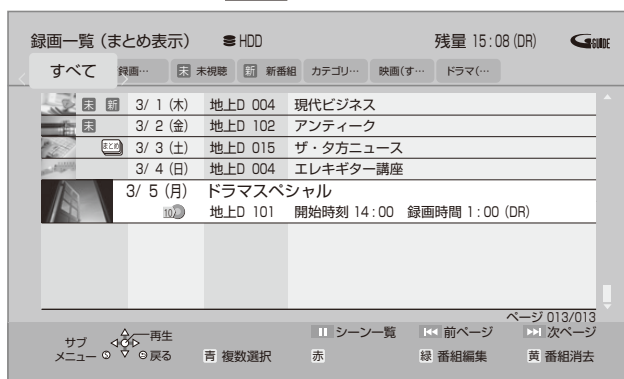 録画一覧 (まとめ表示) HDD 残量 15:08 (DR) GGUIDE
すべて 録画… 未 未視聴 新 新番組 カテゴリ… 映画(す… ドラマ(…
未 新 3/ 1 (木) 地上D 004 現代ビジネス
未 3/ 2 (金) 地上D 102 アンティーク
まとめ 3/ 3 (土) 地上D 015 ザ・夕方ニュース
3/ 4 (日) 地上D 004 エレキギター講座
3/ 5 (月) ドラマスペシャル
10 地上D 101 開始時刻 14:00 録画時間 1:00 (DR)
ページ 013/013
サブメニュー S 再生 戻る
シーン一覧 前ページ 次ページ
青 複数選択 赤 緑 番組編集 黄 番組消去